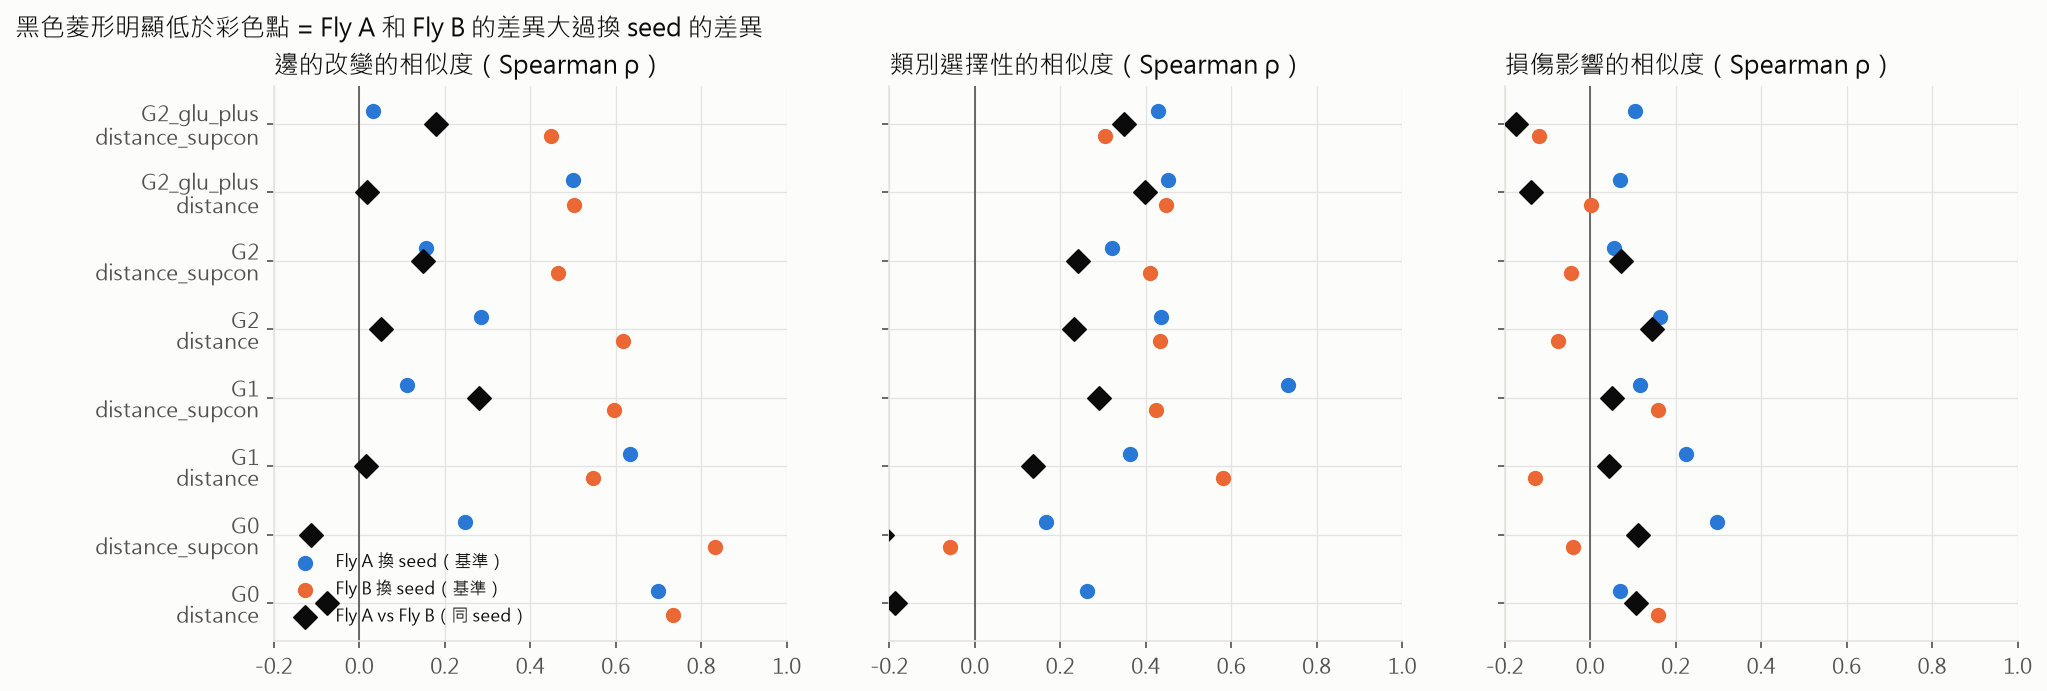 黑色菱形明顯低於彩色點 = Fly A 和 Fly B 的差異大過換 seed 的差異
邊的改變的相似度（Spearman ρ）
類別選擇性的相似度（Spearman ρ）
損傷影響的相似度（Spearman ρ）
G2_glu_plus
distance_supcon
G2_glu_plus
distance
G2
distance_supcon
G2
distance
G1
distance_supcon
G1
distance
G0
distance_supcon
G0
distance
Fly A 換 seed（基準）
Fly B 換 seed（基準）
Fly A vs Fly B（同 seed）
-0.2 0.0 0.2 0.4 0.6 0.8 1.0
-0.2 0.0 0.2 0.4 0.6 0.8 1.0
-0.2 0.0 0.2 0.4 0.6 0.8 1.0